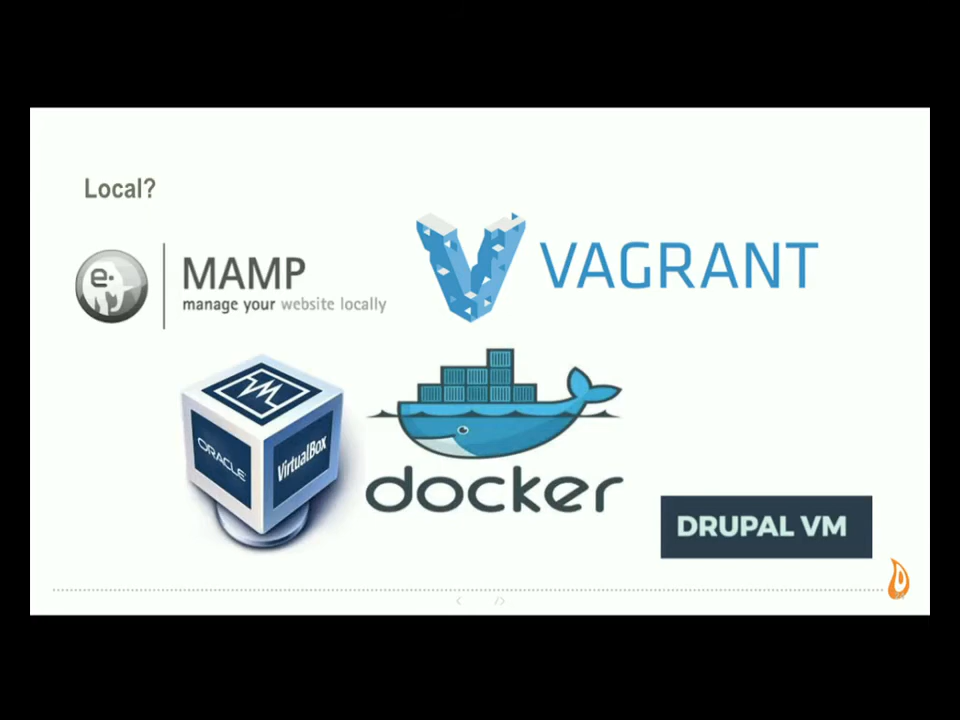 Local?
e.
MAMP
manage your website locally
VAGRANT
ORACLE
VirtualBox
docker
DRUPAL VM